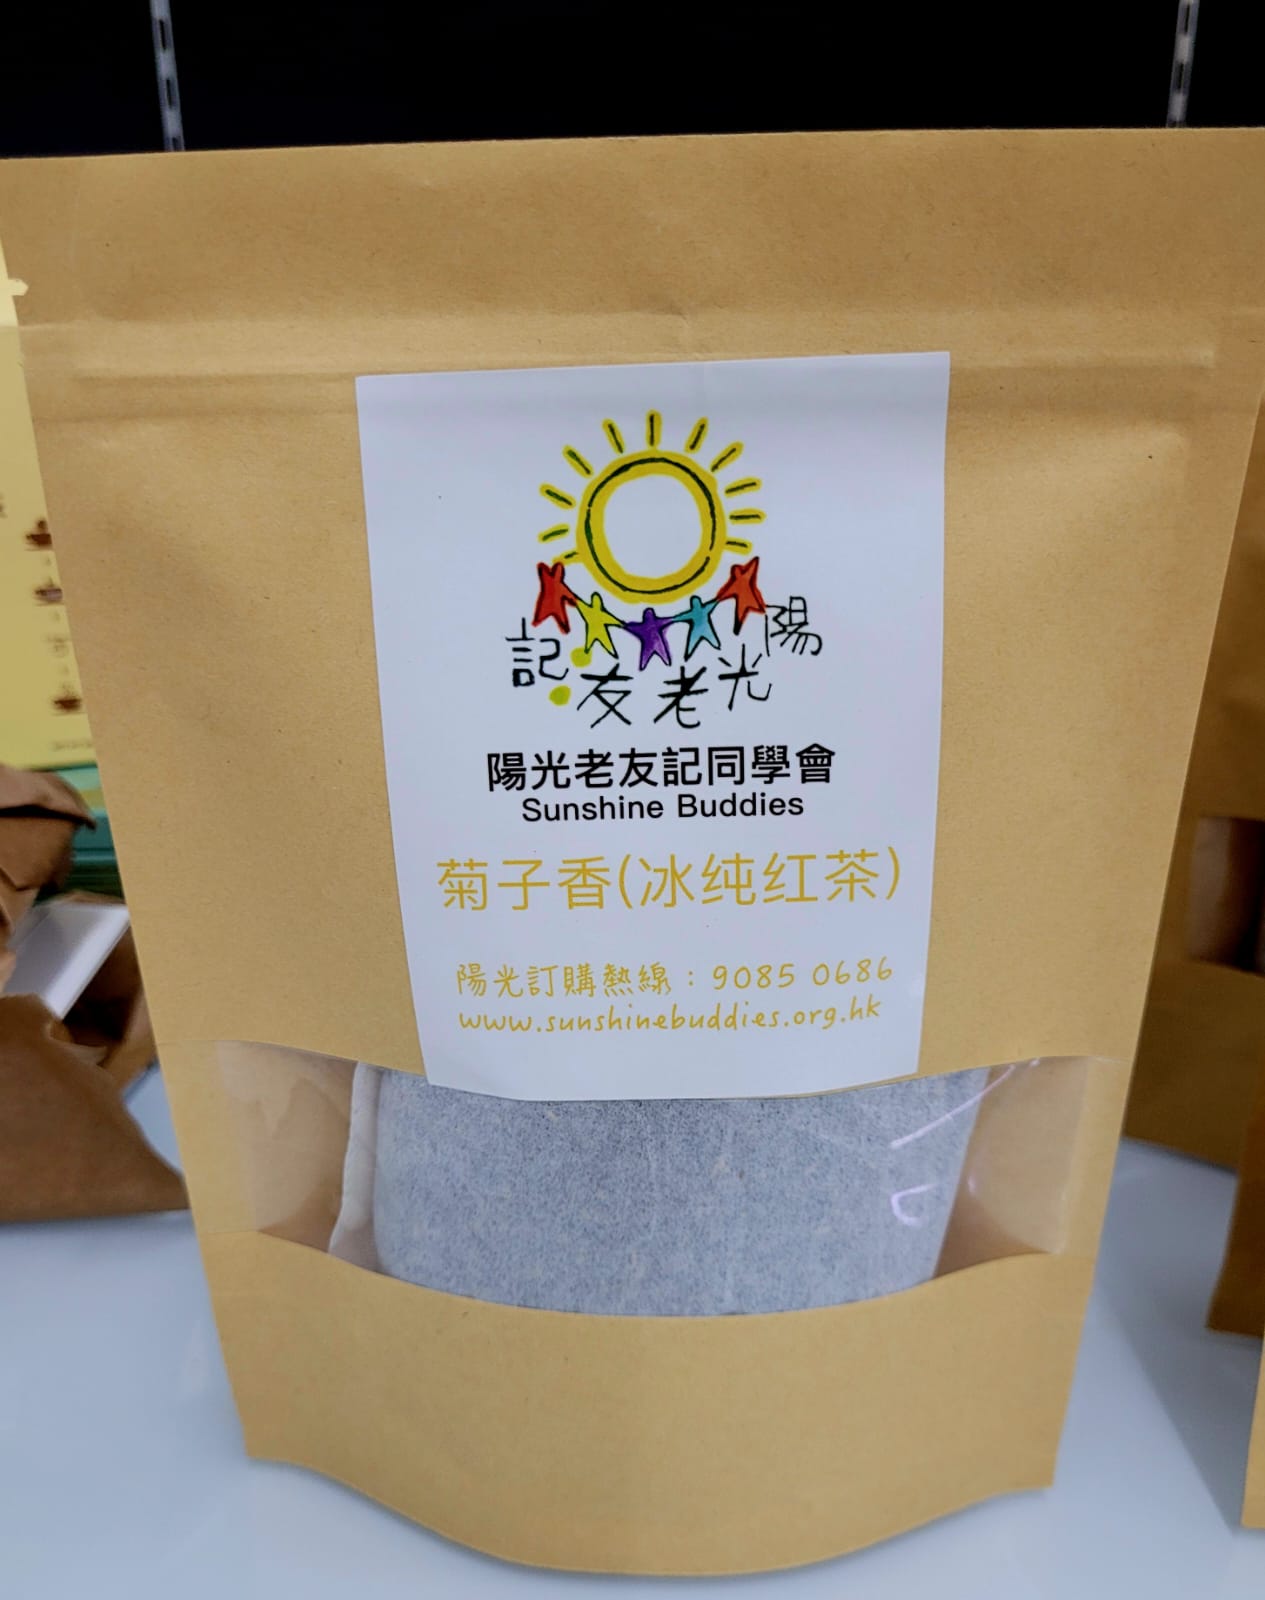 陽光老友記
陽光老友記同學會
Sunshine Buddies
菊子香(冰纯红茶)
陽光訂購熱線：9085 0686
www.sunshinebuddies.org.hk